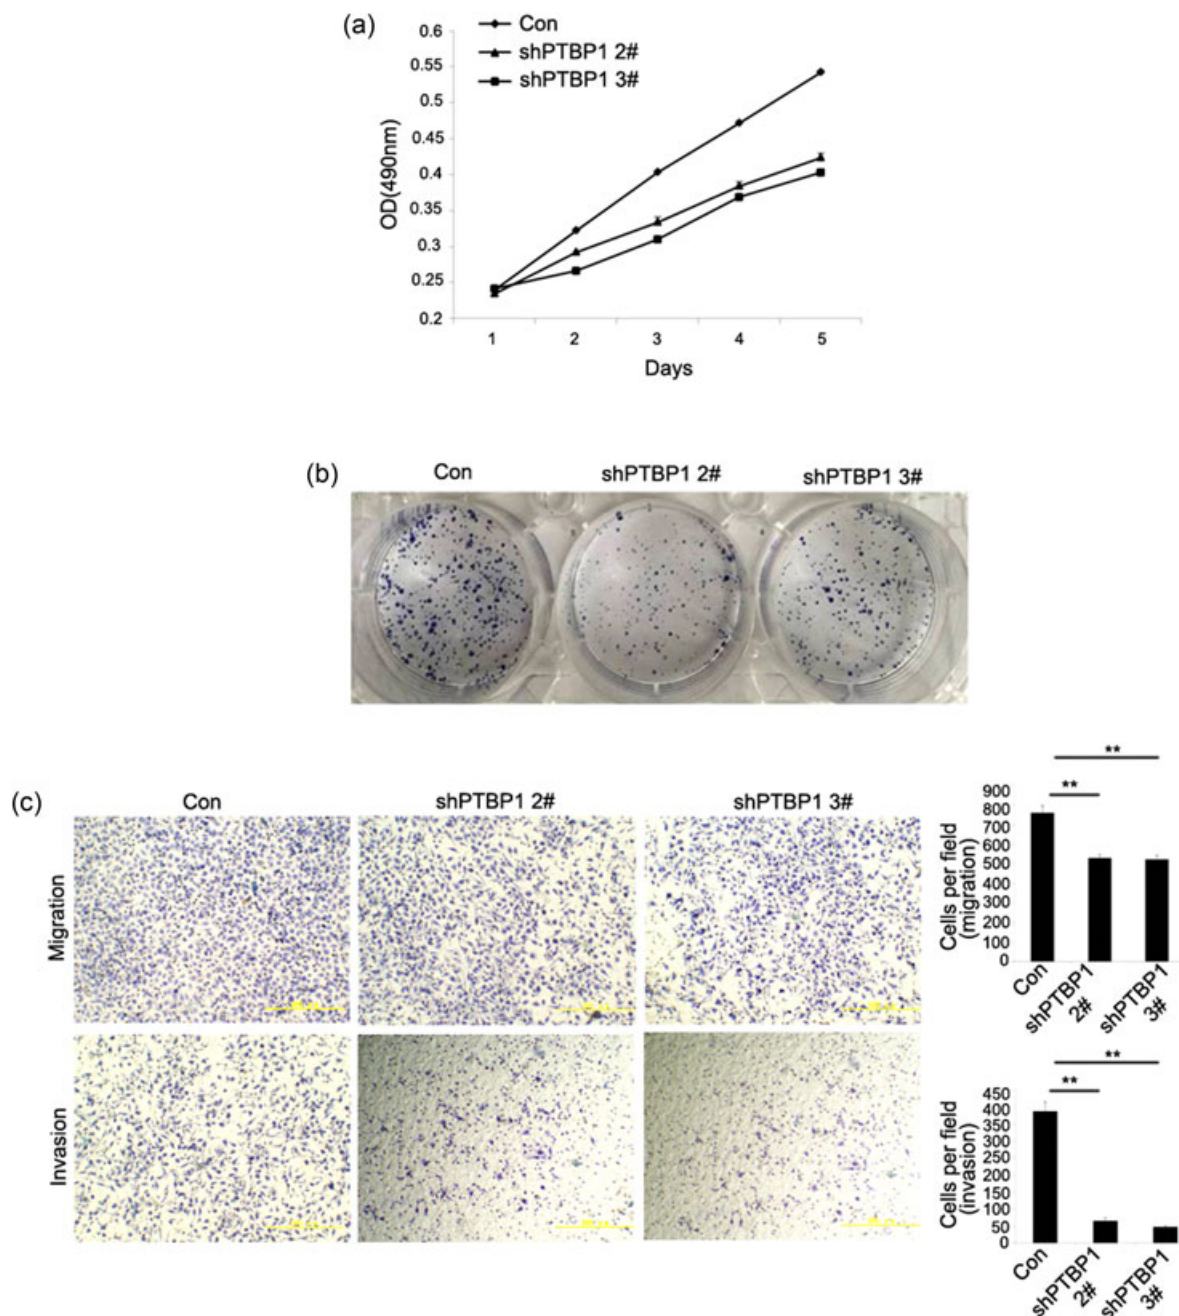 (a)
Con
shPTBP1 2#
shPTBP1 3#
0.6
0.55
0.5
0.45
0.4
0.35
0.3
0.25
0.2
OD(490nm)
1 2 3 4 5
Days
(b)
Con shPTBP1 2# shPTBP1 3#
(c)
Con shPTBP1 2# shPTBP1 3#
Migration
Invasion
**
**
900
800
700
600
500
400
300
200
100
0
Cells per field
(migration)
Con
shPTBP1
2#
shPTBP1
3#
**
**
450
400
350
300
250
200
150
100
50
0
Cells per field
(invasion)
Con
shPTBP1
2#
shPTBP1
3#